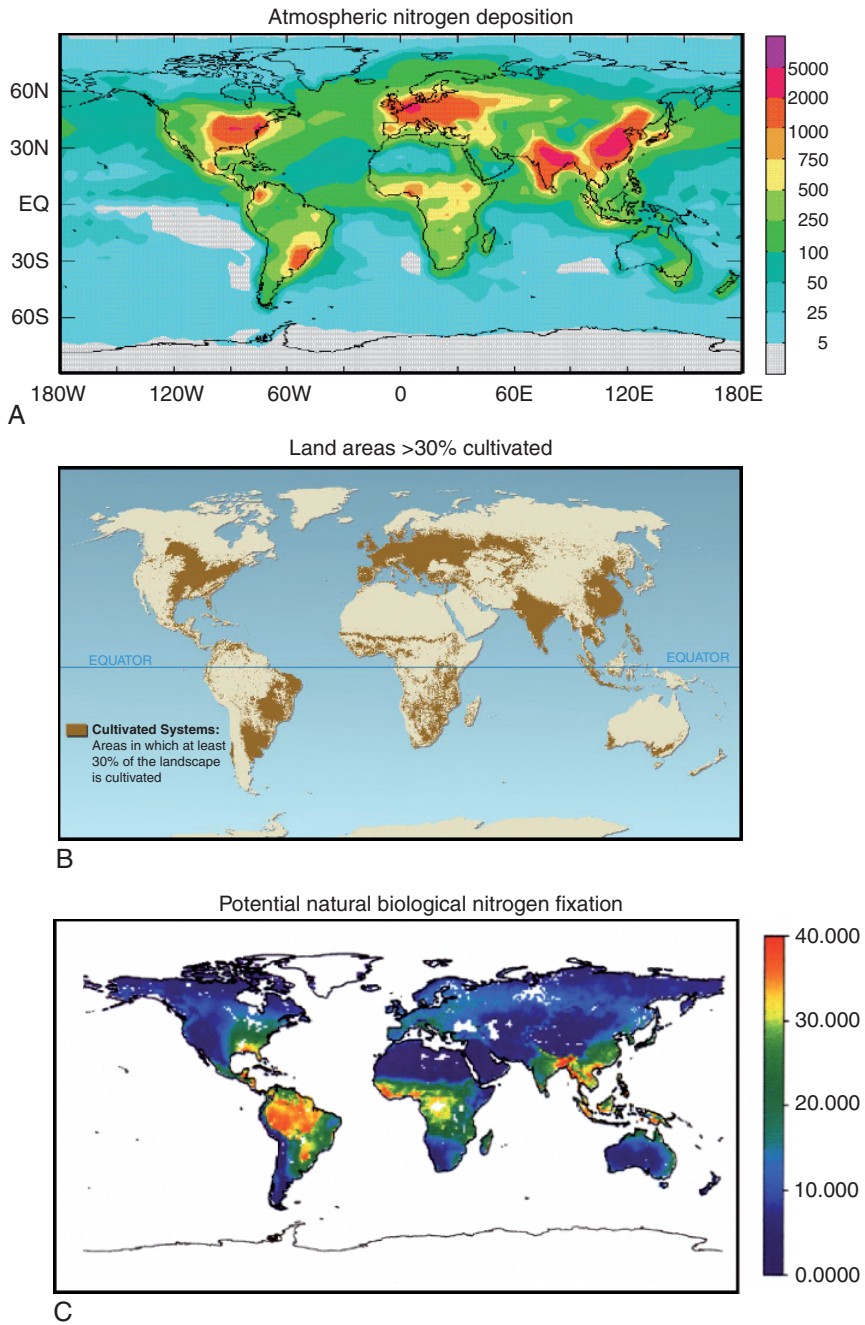 Atmospheric nitrogen deposition
60N
30N
EQ
30S
60S
180W 120W 60W 0 60E 120E 180E
5000
2000
1000
750
500
250
100
50
25
5
A
Land areas >30% cultivated
EQUATOR EQUATOR
Cultivated Systems:
Areas in which at least
30% of the landscape
is cultivated
B
Potential natural biological nitrogen fixation
40.000
30.000
20.000
10.000
0.0000
C